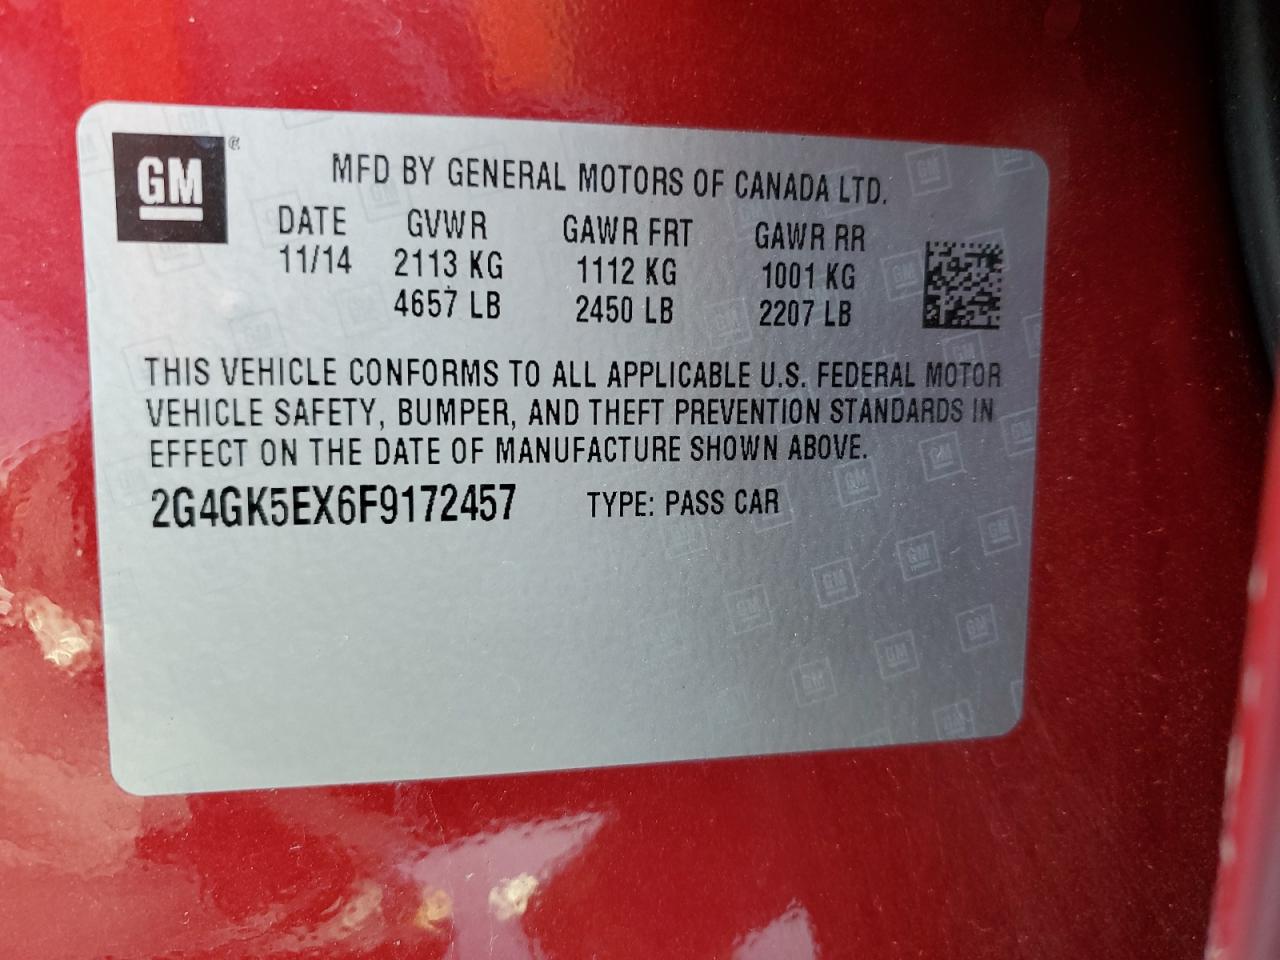 GM
MFD BY GENERAL MOTORS OF CANADA LTD.
DATE GVWR GAWR FRT GAWR RR
11/14 2113 KG 1112 KG 1001 KG
4657 LB 2450 LB 2207 LB
THIS VEHICLE CONFORMS TO ALL APPLICABLE U.S. FEDERAL MOTOR
VEHICLE SAFETY, BUMPER, AND THEFT PREVENTION STANDARDS IN
EFFECT ON THE DATE OF MANUFACTURE SHOWN ABOVE.
2G4GK5EX6F9172457 TYPE: PASS CAR